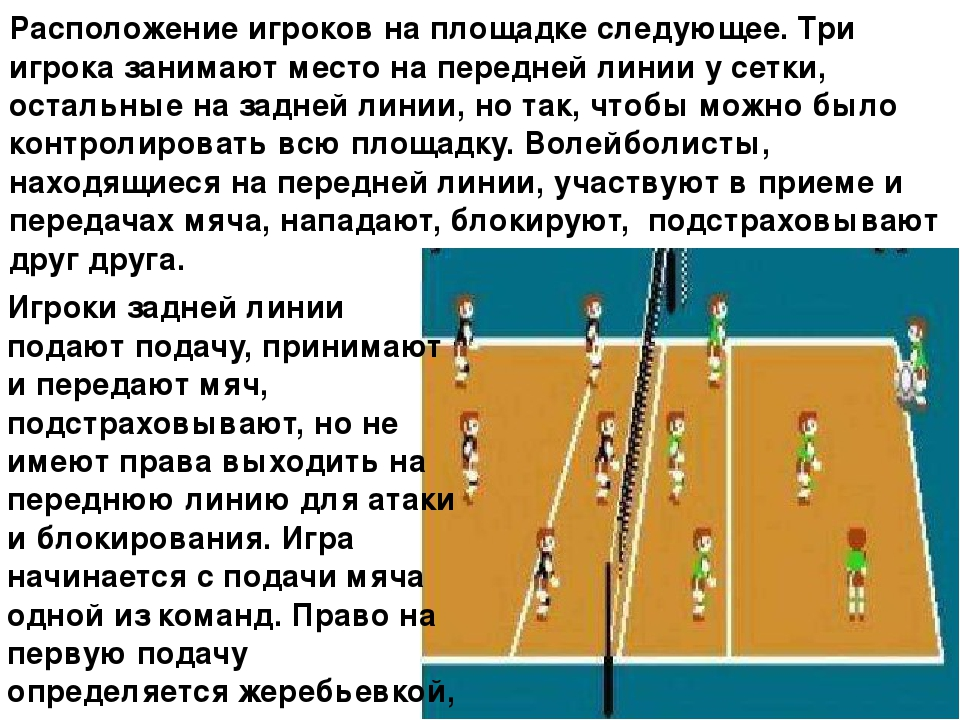 Расположение игроков на площадке следующее. Три
игрока занимают место на передней линии у сетки,
остальные на задней линии, но так, чтобы можно было
контролировать всю площадку. Волейболисты,
находящиеся на передней линии, участвуют в приеме и
передачах мяча, нападают, блокируют, подстраховывают
друг друга.
Игроки задней линии
подают подачу, принимают
и передают мяч,
подстраховывают, но не
имеют права выходить на
переднюю линию для атаки
и блокирования. Игра
начинается с подачи мяча
одной из команд. Право на
первую подачу
определяется жеребьевкой,